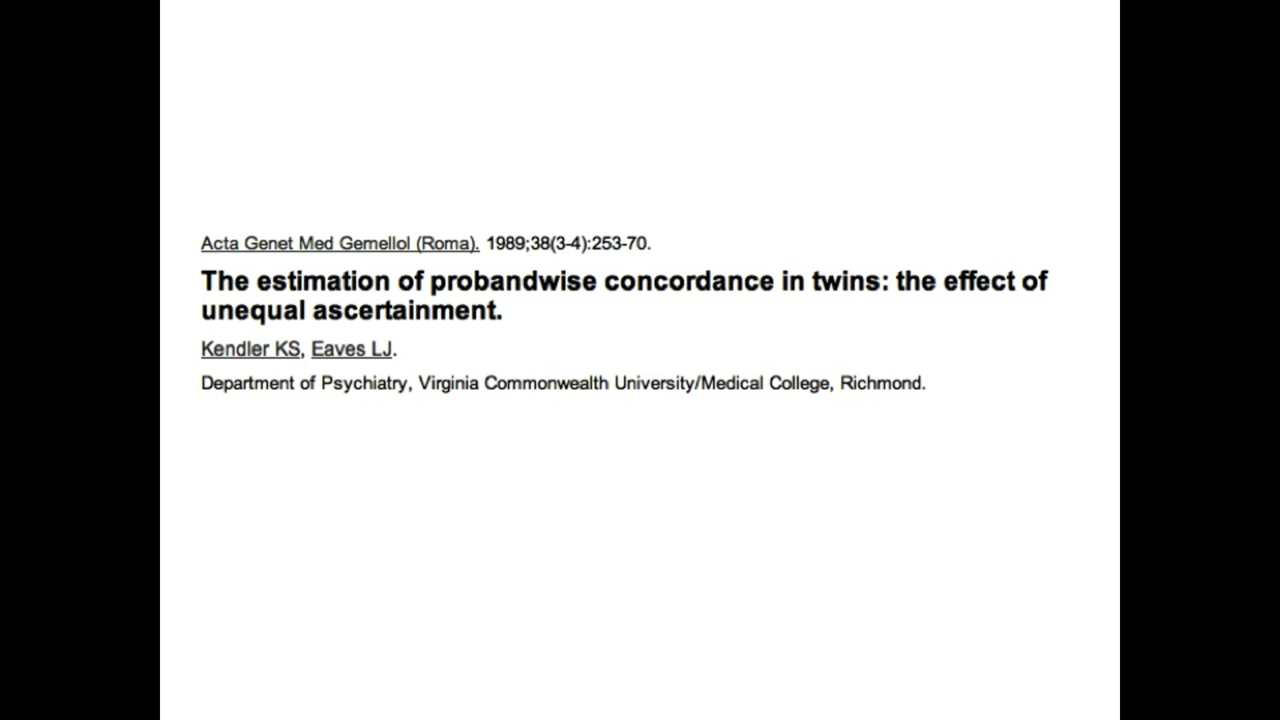 Acta Genet Med Gemellol (Roma). 1989;38(3-4):253-70.
The estimation of probandwise concordance in twins: the effect of
unequal ascertainment.
Kendler KS, Eaves LJ.
Department of Psychiatry, Virginia Commonwealth University/Medical College, Richmond.